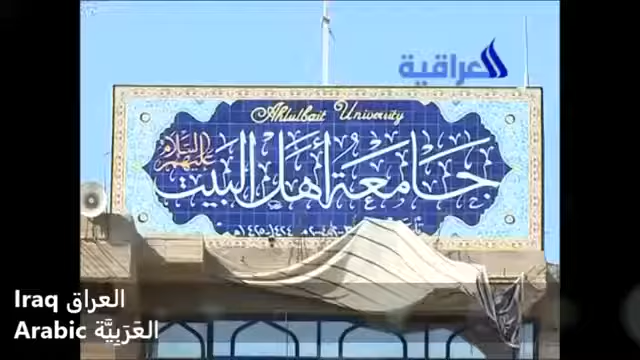 العراقية
Ahlulbait University
جامعة أهل البيت
عليهم السلام
Iraq العراق
Arabic العَرَبِيَّة